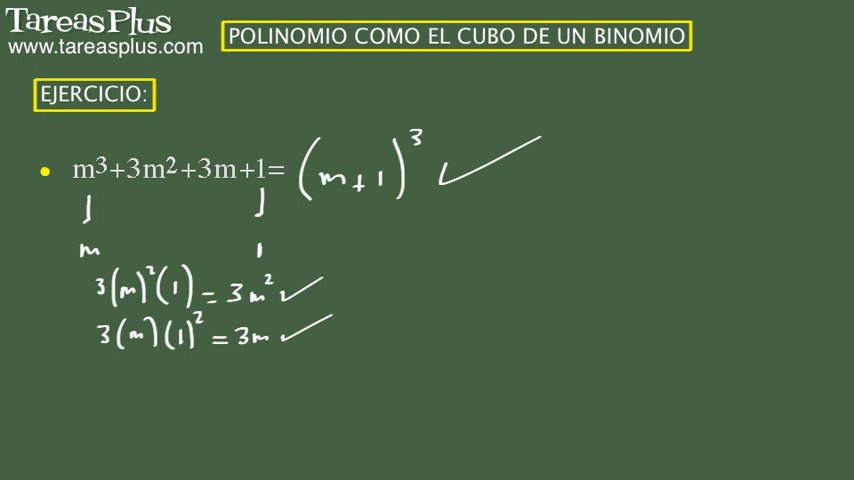 TareasPlus
www.tareasplus.com
POLINOMIO COMO EL CUBO DE UN BINOMIO
EJERCICIO:
• m³+3m²+3m+1= (m+1)³
m 1
3(m)²(1) = 3m²
3(m)(1)² = 3m